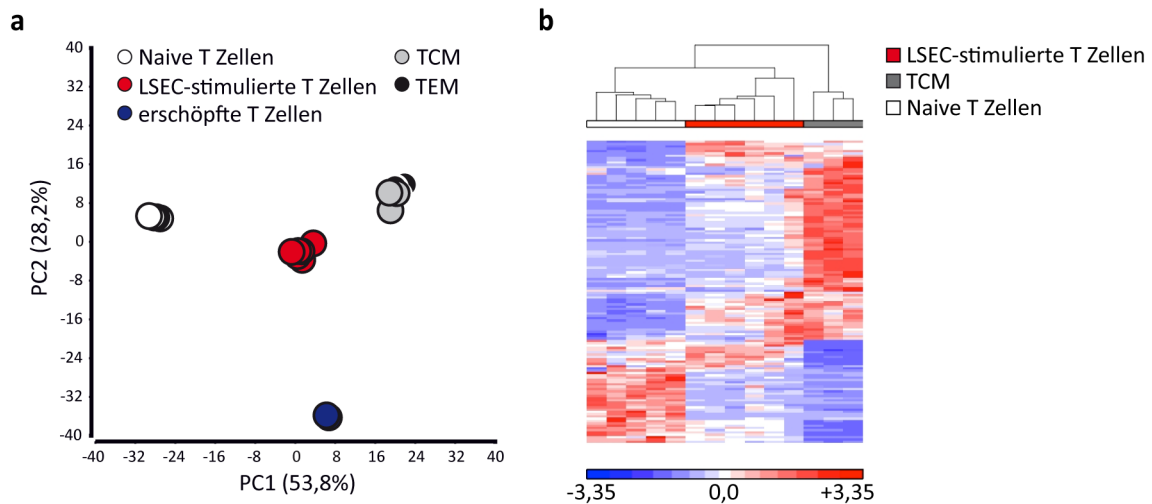 a
40
32
24
16
8
0
-8
-16
-24
-32
-40
PC2 (28,2%)
Naive T Zellen
LSEC-stimulierte T Zellen
erschöpfte T Zellen
TCM
TEM
-40 -32 -24 -16 -8 0 8 16 24 32 40
PC1 (53,8%)
b
LSEC-stimulierte T Zellen
TCM
Naive T Zellen
-3,35 0,0 +3,35